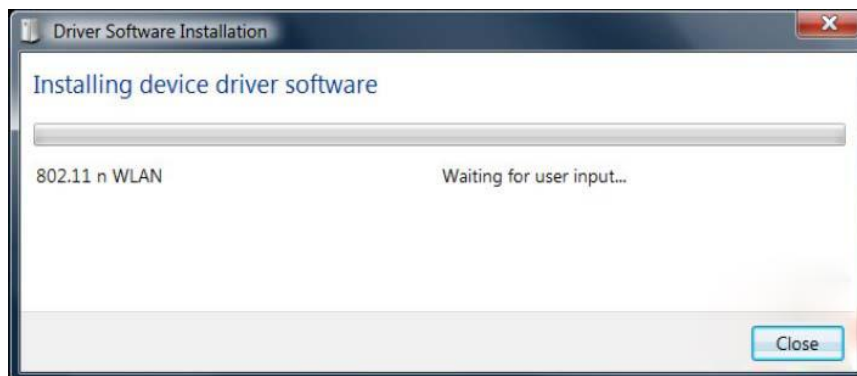 Driver Software Installation
Installing device driver software
802.11 n WLAN Waiting for user input...
Close